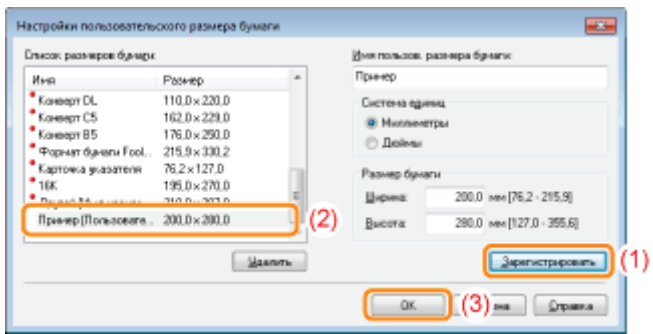 Настройки пользовательского размера бумаги
Список размеров бумаги
Имя Размер
Конверт DL 110,0 x 220,0
Конверт C5 162,0 x 229,0
Конверт B5 176,0 x 250,0
Формат бумаги Fool... 215,9 x 330,2
Карточка указателя 76,2 x 127,0
16K 195,0 x 270,0
Пример (Пользовате... 200,0 x 280,0
(2)
Удалить
Имя пользов. размера бумаги:
Пример
Система единиц
Миллиметры
Дюймы
Размер бумаги
Ширина: 200,0 мм [76,2 - 215,9]
Высота: 280,0 мм [127,0 - 355,6]
Зарегистрировать
(1)
OK
(3)
Справка